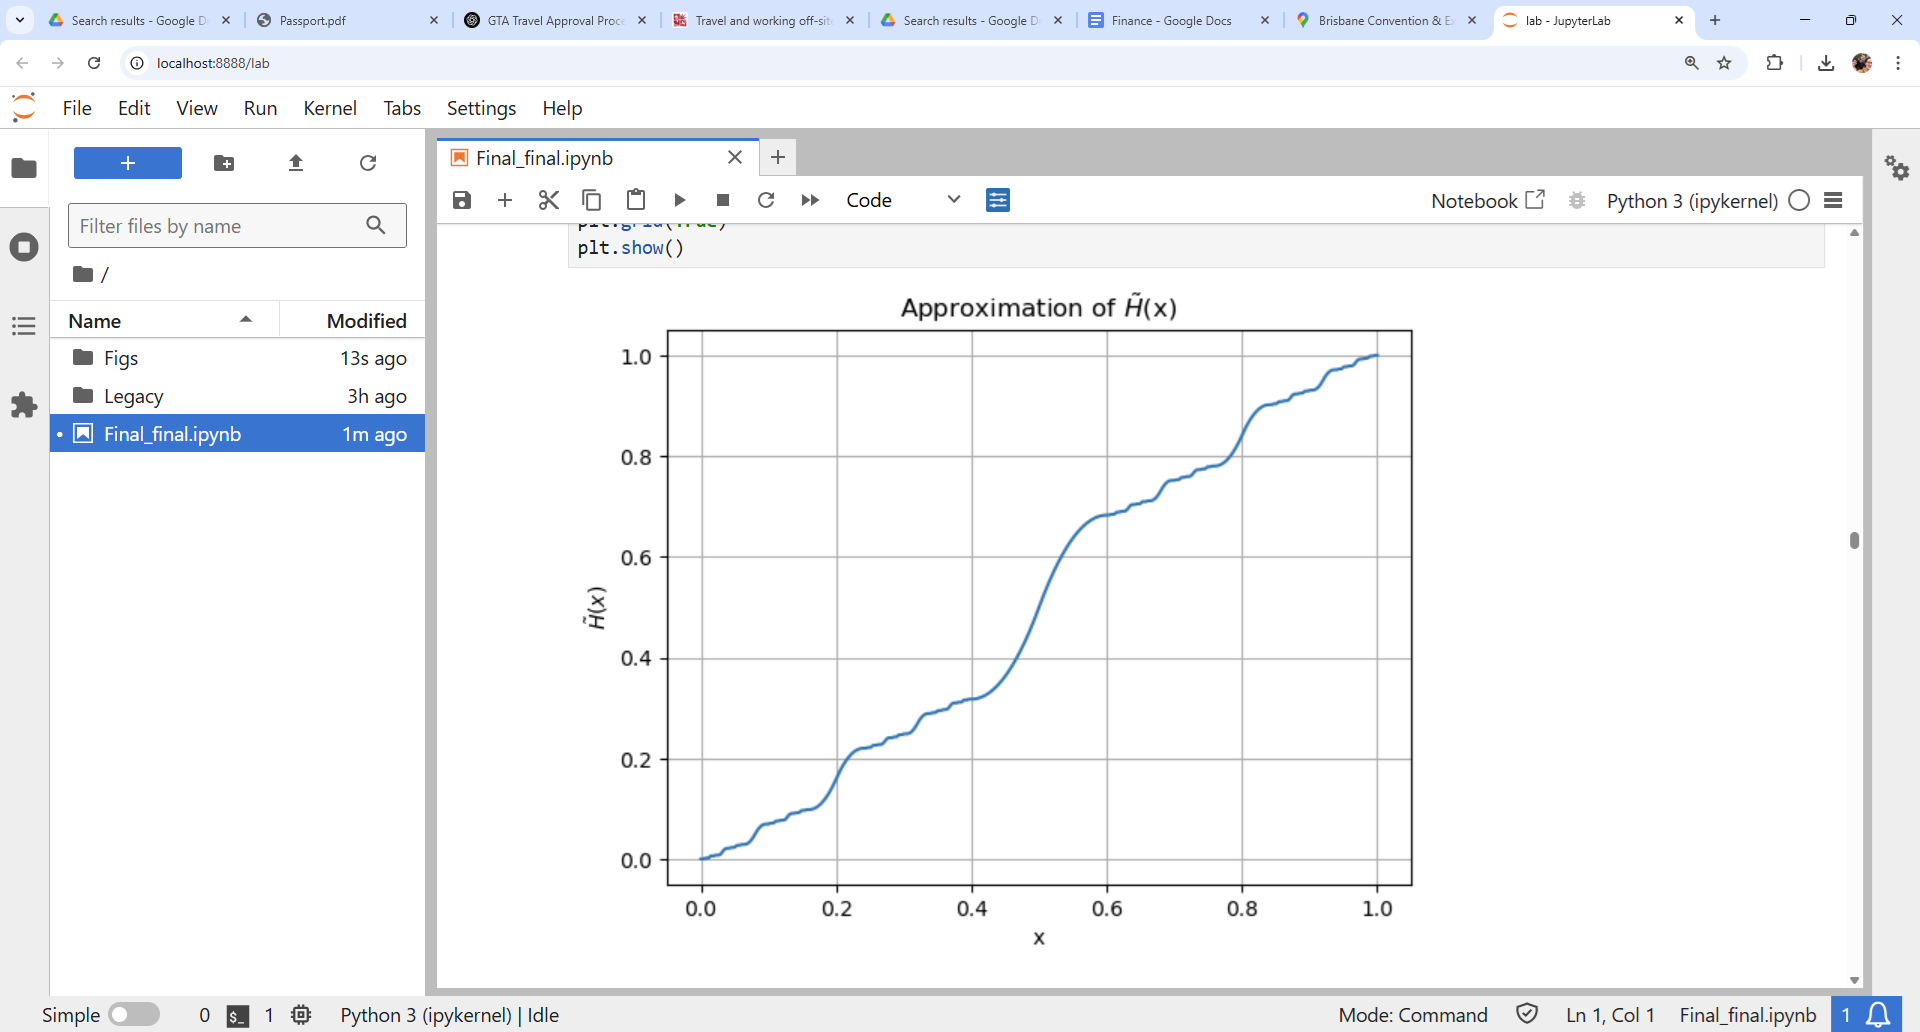 Search results - Google D
Passport.pdf
GTA Travel Approval Proce
Travel and working off-sit
Search results - Google D
Finance - Google Docs
Brisbane Convention & E
lab - JupyterLab
localhost:8888/lab
File Edit View Run Kernel Tabs Settings Help
Final_final.ipynb
Filter files by name
Code
Notebook
Python 3 (ipykernel)
/
Name Modified
Figs 13s ago
Legacy 3h ago
Final_final.ipynb 1m ago
plt.grid(True)
plt.show()
Approximation of H̃(x)
1.0
0.8
0.6
0.4
0.2
0.0
H̃(x)
0.0 0.2 0.4 0.6 0.8 1.0
x
Simple 0 $_ 1 Python 3 (ipykernel) | Idle Mode: Command Ln 1, Col 1 Final_final.ipynb 1